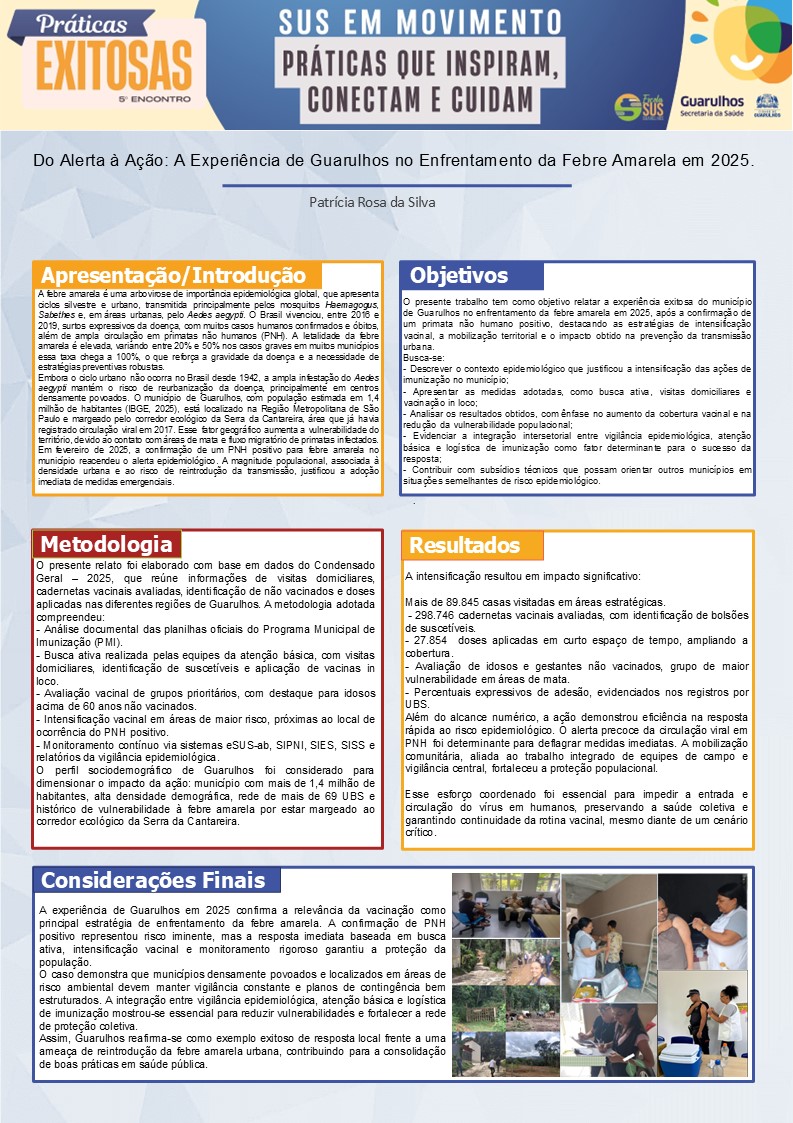 Práticas
EXITOSAS
5º ENCONTRO
SUS EM MOVIMENTO
PRÁTICAS QUE INSPIRAM,
CONECTAM E CUIDAM
Escola
SUS
Guarulhos
Secretaria da Saúde
GUARULHOS
Do Alerta à Ação: A Experiência de Guarulhos no Enfrentamento da Febre Amarela em 2025.
Patrícia Rosa da Silva
Apresentação/Introdução
A febre amarela é uma arbovirose de importância epidemiológica global, que apresenta
ciclos silvestre e urbano, transmitida principalmente pelos mosquitos Haemagogus,
Sabethes e, em áreas urbanas, pelo Aedes aegypti. O Brasil vivenciou, entre 2016 e
2019, surtos expressivos da doença, com muitos casos humanos confirmados e óbitos,
além de ampla circulação em primatas não humanos (PNH). A letalidade da febre
amarela é elevada, variando entre 20% e 50% nos casos graves em muitos municípios
essa taxa chega a 100%, o que reforça a gravidade da doença e a necessidade de
estratégias preventivas robustas.
Embora o ciclo urbano não ocorra no Brasil desde 1942, a ampla infestação do Aedes
aegypti mantém o risco de reurbanização da doença, principalmente em centros
densamente povoados. O município de Guarulhos, com população estimada em 1,4
milhão de habitantes (IBGE, 2025), está localizado na Região Metropolitana de São
Paulo e margeado pelo corredor ecológico da Serra da Cantareira, área que já havia
registrado circulação viral em 2017. Esse fator geográfico aumenta a vulnerabilidade do
território, devido ao contato com áreas de mata e fluxo migratório de primatas infectados.
Em fevereiro de 2025, a confirmação de um PNH positivo para febre amarela no
município reacendeu o alerta epidemiológico. A magnitude populacional, associada à
densidade urbana e ao risco de reintrodução da transmissão, justificou a adoção
imediata de medidas emergenciais.
Objetivos
O presente trabalho tem como objetivo relatar a experiência exitosa do município
de Guarulhos no enfrentamento da febre amarela em 2025, após a confirmação de
um primata não humano positivo, destacando as estratégias de intensificação
vacinal, a mobilização territorial e o impacto obtido na prevenção da transmissão
urbana.
Busca-se:
- Descrever o contexto epidemiológico que justificou a intensificação das ações de
imunização no município;
- Apresentar as medidas adotadas, como busca ativa, visitas domiciliares e
vacinação in loco;
- Analisar os resultados obtidos, com ênfase no aumento da cobertura vacinal e na
redução da vulnerabilidade populacional;
- Evidenciar a integração intersetorial entre vigilância epidemiológica, atenção
básica e logística de imunização como fator determinante para o sucesso da
resposta;
- Contribuir com subsídios técnicos que possam orientar outros municípios em
situações semelhantes de risco epidemiológico.
.
Metodologia
O presente relato foi elaborado com base em dados do Condensado
Geral – 2025, que reúne informações de visitas domiciliares,
cadernetas vacinais avaliadas, identificação de não vacinados e doses
aplicadas nas diferentes regiões de Guarulhos. A metodologia adotada
compreendeu:
- Análise documental das planilhas oficiais do Programa Municipal de
Imunização (PMI).
- Busca ativa realizada pelas equipes da atenção básica, com visitas
domiciliares, identificação de suscetíveis e aplicação de vacinas in
loco.
- Avaliação vacinal de grupos prioritários, com destaque para idosos
acima de 60 anos não vacinados.
- Intensificação vacinal em áreas de maior risco, próximas ao local de
ocorrência do PNH positivo.
- Monitoramento contínuo via sistemas eSUS-ab, SIPNI, SIES, SISS e
relatórios da vigilância epidemiológica.
O perfil sociodemográfico de Guarulhos foi considerado para
dimensionar o impacto da ação: município com mais de 1,4 milhão de
habitantes, alta densidade demográfica, rede de mais de 69 UBS e
histórico de vulnerabilidade à febre amarela por estar margeado ao
corredor ecológico da Serra da Cantareira.
Resultados
A intensificação resultou em impacto significativo:
Mais de 89.845 casas visitadas em áreas estratégicas.
- 298.746 cadernetas vacinais avaliadas, com identificação de bolsões
de suscetíveis.
- 27.854 doses aplicadas em curto espaço de tempo, ampliando a
cobertura.
- Avaliação de idosos e gestantes não vacinados, grupo de maior
vulnerabilidade em áreas de mata.
- Percentuais expressivos de adesão, evidenciados nos registros por
UBS.
Além do alcance numérico, a ação demonstrou eficiência na resposta
rápida ao risco epidemiológico. O alerta precoce da circulação viral em
PNH foi determinante para deflagrar medidas imediatas. A mobilização
comunitária, aliada ao trabalho integrado de equipes de campo e
vigilância central, fortaleceu a proteção populacional.
Esse esforço coordenado foi essencial para impedir a entrada e
circulação do vírus em humanos, preservando a saúde coletiva e
garantindo continuidade da rotina vacinal, mesmo diante de um cenário
crítico.
Considerações Finais
A experiência de Guarulhos em 2025 confirma a relevância da vacinação como
principal estratégia de enfrentamento da febre amarela. A confirmação de PNH
positivo representou risco iminente, mas a resposta imediata baseada em busca
ativa, intensificação vacinal e monitoramento rigoroso garantiu a proteção da
população.
O caso demonstra que municípios densamente povoados e localizados em áreas de
risco ambiental devem manter vigilância constante e planos de contingência bem
estruturados. A integração entre vigilância epidemiológica, atenção básica e logística
de imunização mostrou-se essencial para reduzir vulnerabilidades e fortalecer a rede
de proteção coletiva.
Assim, Guarulhos reafirma-se como exemplo exitoso de resposta local frente a uma
ameaça de reintrodução da febre amarela urbana, contribuindo para a consolidação
de boas práticas em saúde pública.